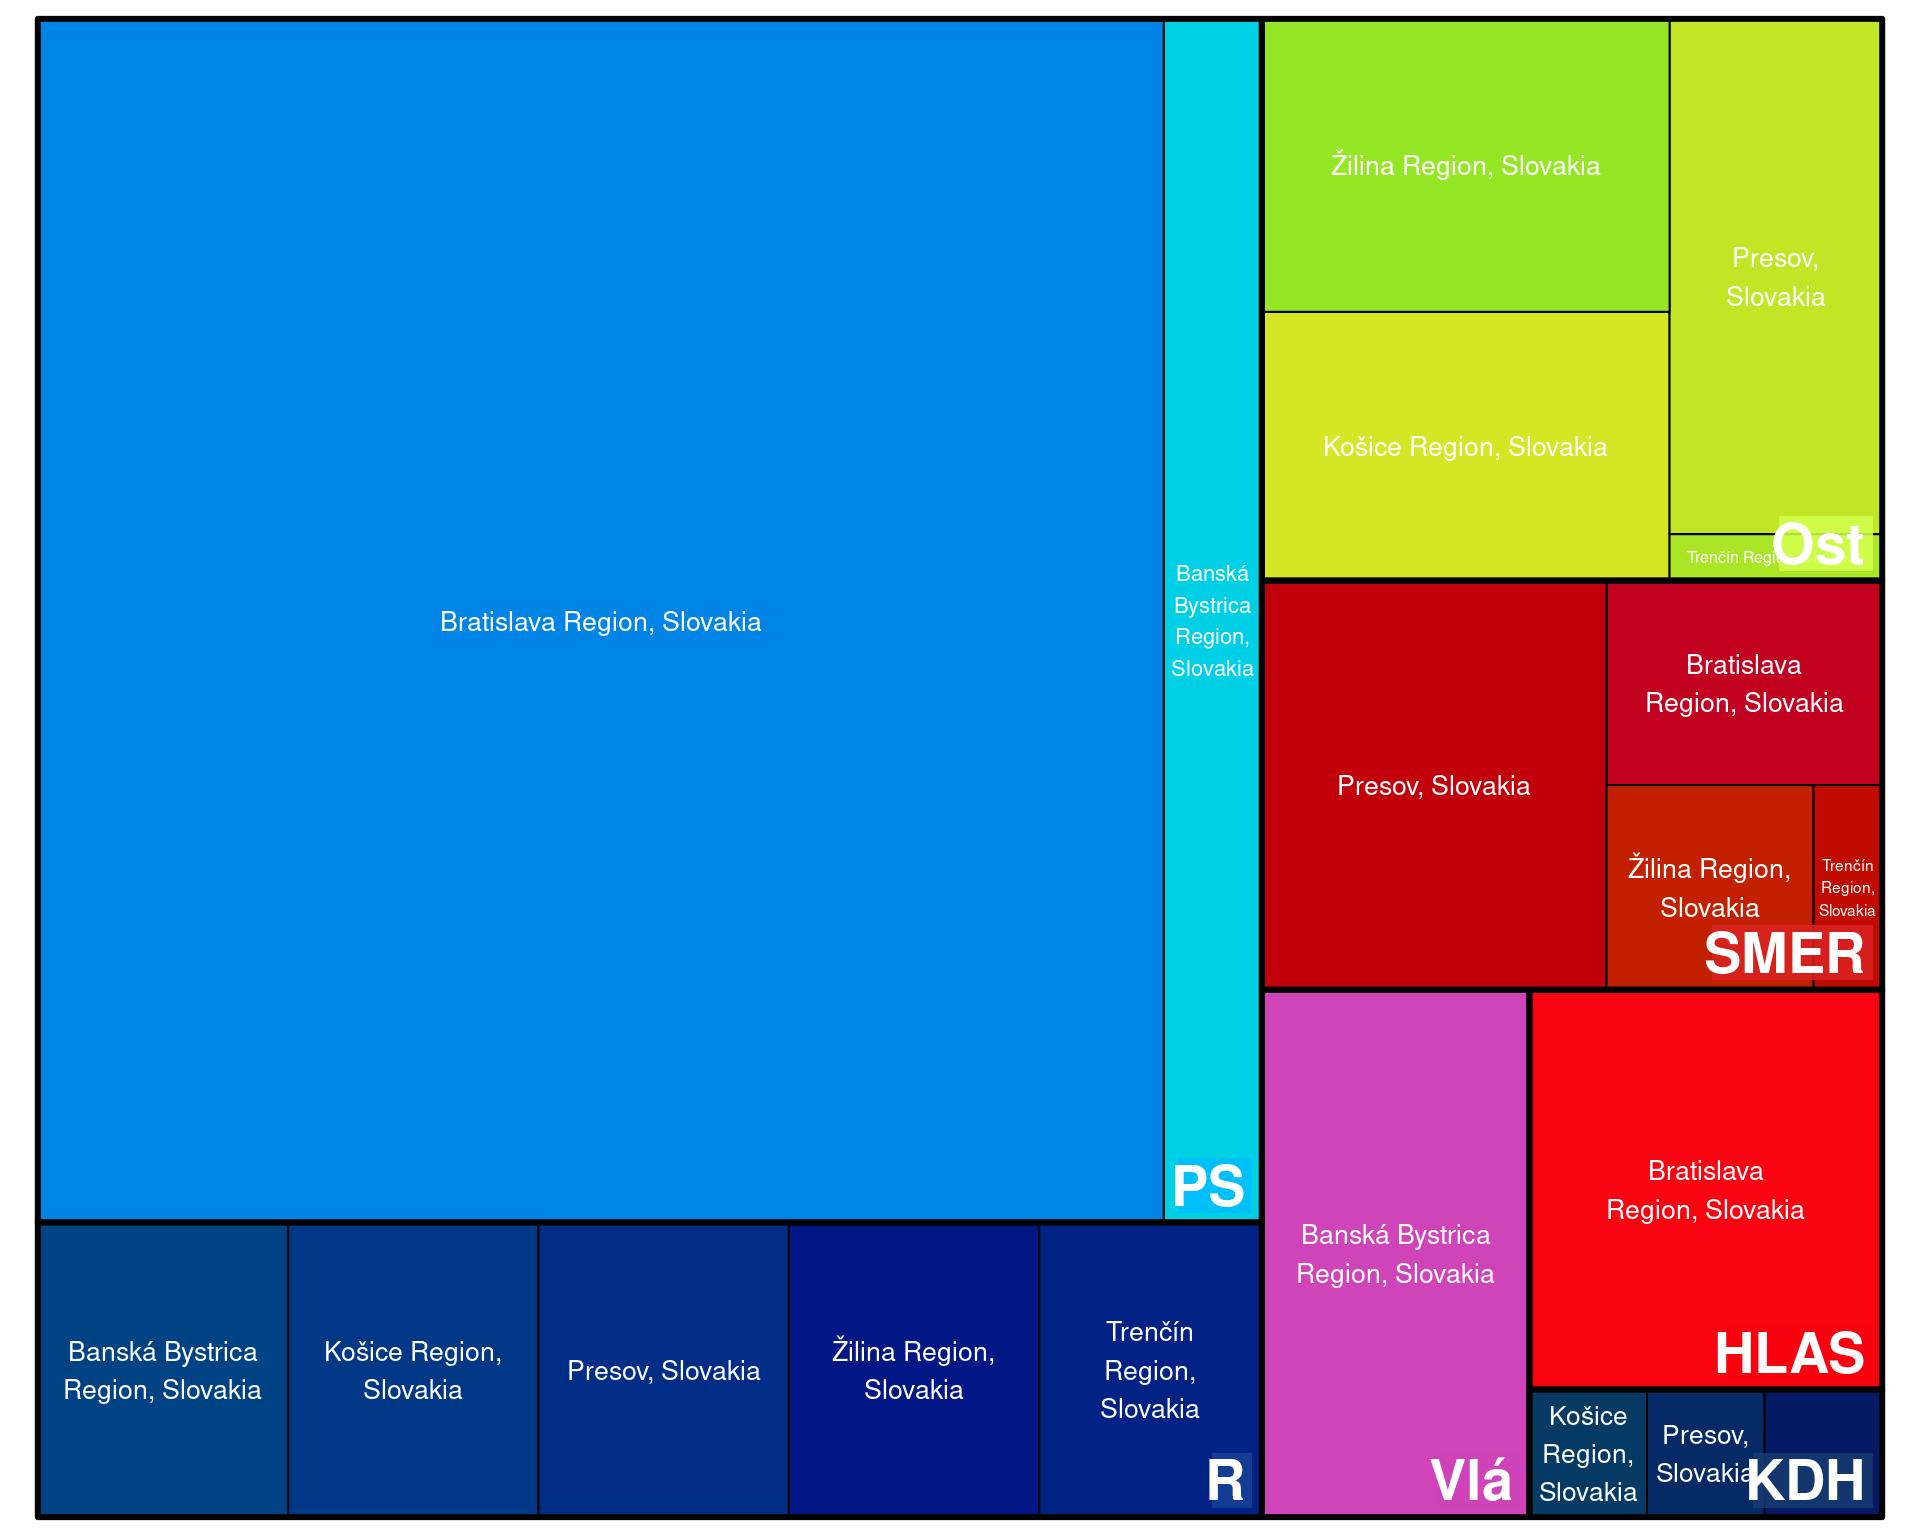 Bratislava Region, Slovakia
Banská
Bystrica
Region,
Slovakia
PS
Banská Bystrica
Region, Slovakia
Košice Region,
Slovakia
Presov, Slovakia
Žilina Region,
Slovakia
Trenčín
Region,
Slovakia
R
Žilina Region, Slovakia
Presov,
Slovakia
Košice Region, Slovakia
Trenčín
Ost
Presov, Slovakia
Bratislava
Region, Slovakia
Žilina Region,
Slovakia
Trenčín
Region,
Slovakia
SMER
Banská Bystrica
Region, Slovakia
Vlá
Bratislava
Region, Slovakia
HLAS
Košice
Region,
Slovakia
Presov,
Slovakia
KDH